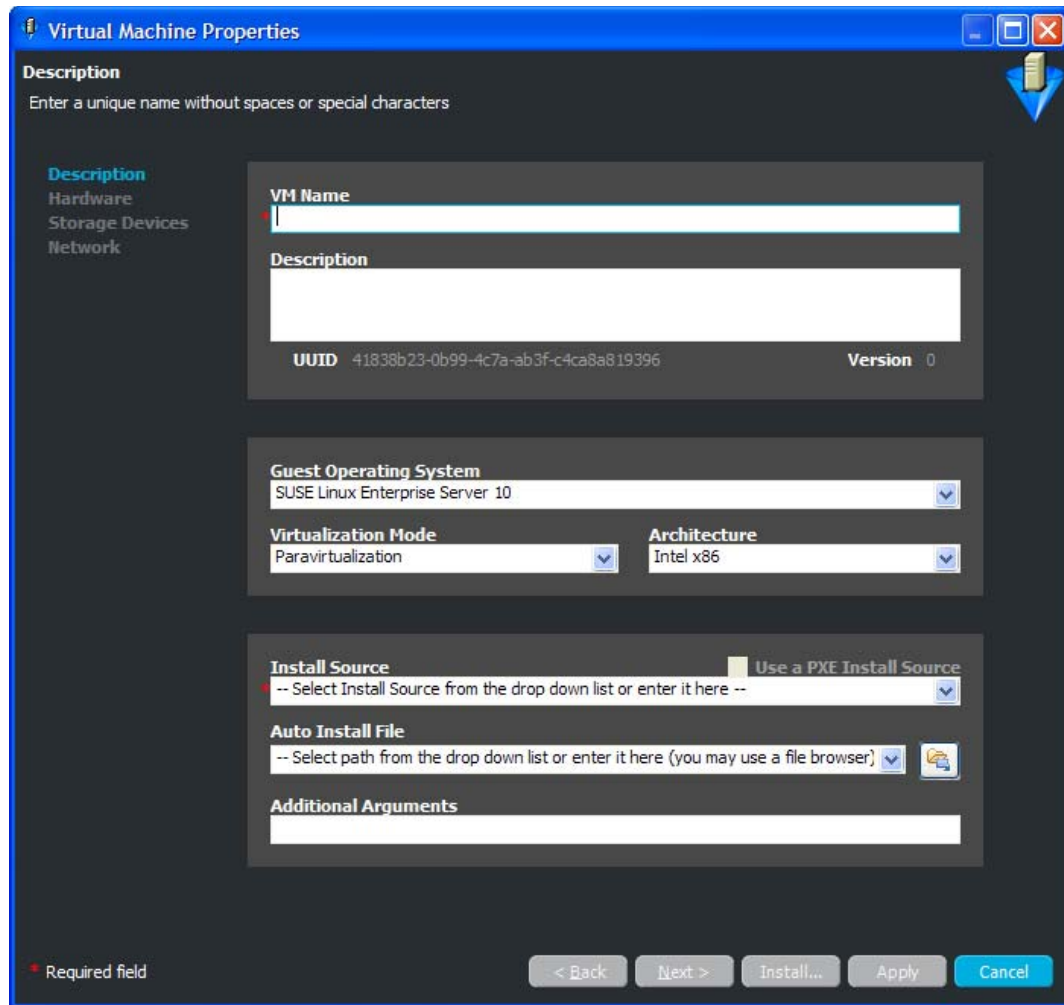 Virtual Machine Properties
Description
Enter a unique name without spaces or special characters
Description
Hardware
Storage Devices
Network
VM Name
*
Description
UUID 41838b23-0b99-4c7a-ab3f-c4ca8a819396 Version 0
Guest Operating System
SUSE Linux Enterprise Server 10
Virtualization Mode Architecture
Paravirtualization Intel x86
Install Source Use a PXE Install Source
* -- Select Install Source from the drop down list or enter it here --
Auto Install File
-- Select path from the drop down list or enter it here (you may use a file browser)
Additional Arguments
* Required field < Back Next > Install... Apply Cancel